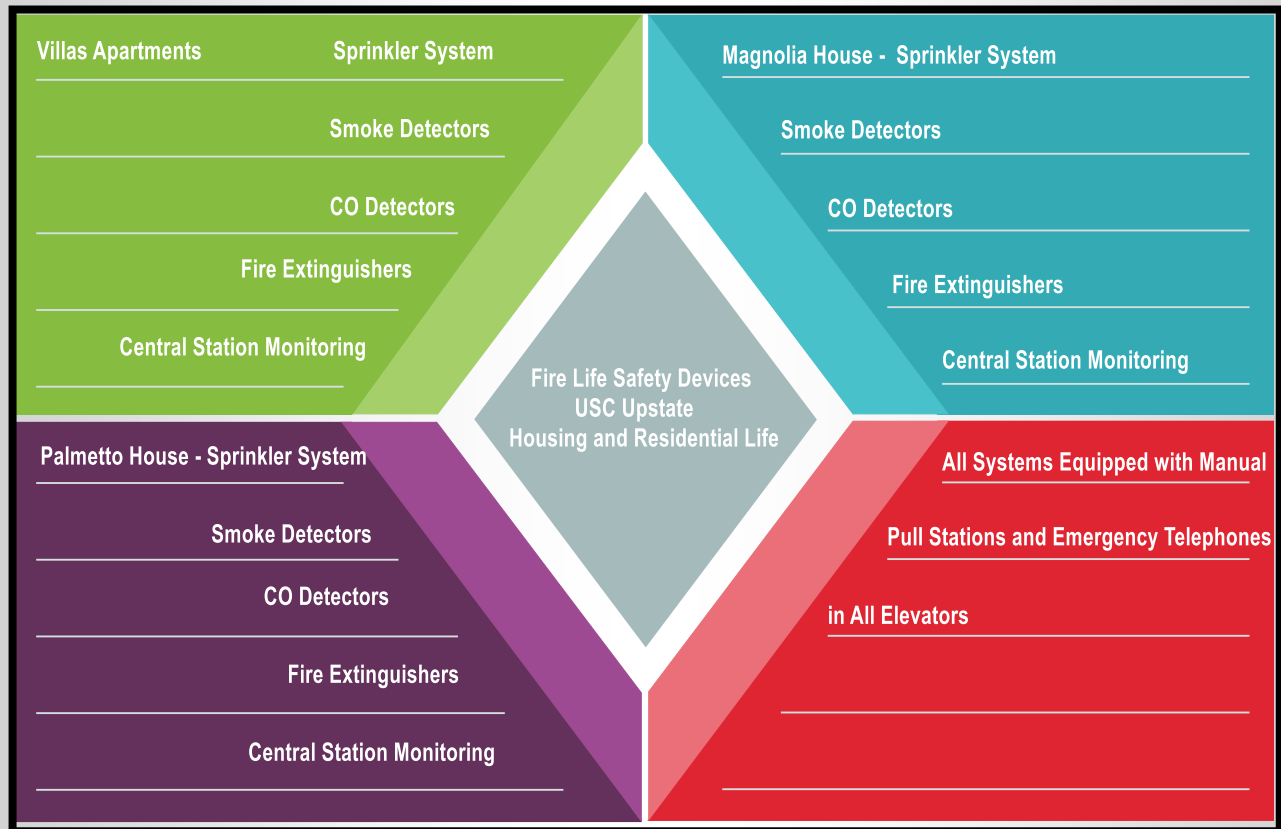 Villas Apartments Sprinkler System
Smoke Detectors
CO Detectors
Fire Extinguishers
Central Station Monitoring
Magnolia House - Sprinkler System
Smoke Detectors
CO Detectors
Fire Extinguishers
Central Station Monitoring
Fire Life Safety Devices
USC Upstate
Housing and Residential Life
Palmetto House - Sprinkler System
Smoke Detectors
CO Detectors
Fire Extinguishers
Central Station Monitoring
All Systems Equipped with Manual
Pull Stations and Emergency Telephones
in All Elevators